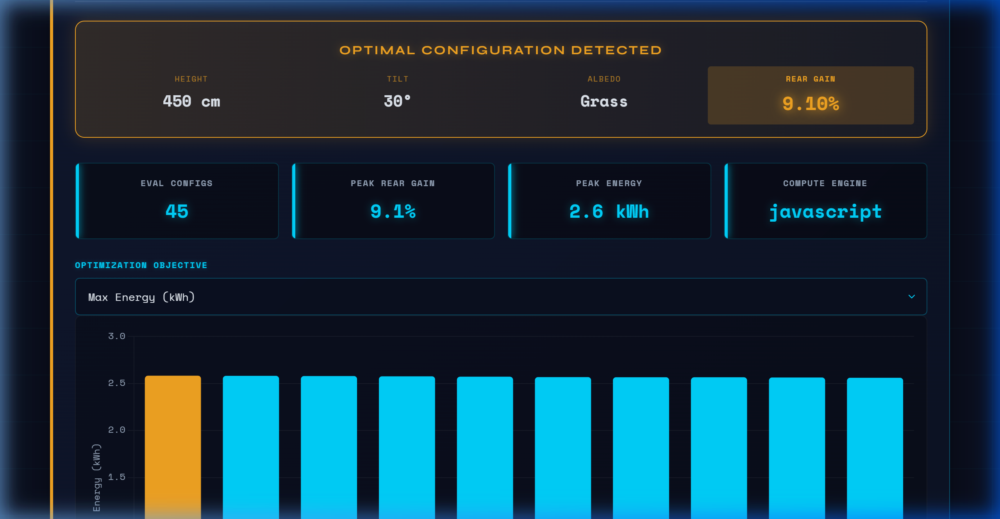 OPTIMAL CONFIGURATION DETECTED
HEIGHT
450 cm
TILT
30°
ALBEDO
Grass
REAR GAIN
9.10%
EVAL CONFIGS
45
PEAK REAR GAIN
9.1%
PEAK ENERGY
2.6 kWh
COMPUTE ENGINE
javascript
OPTIMIZATION OBJECTIVE
Max Energy (kWh)
3.0
2.5
2.0
1.5
Energy (kWh)